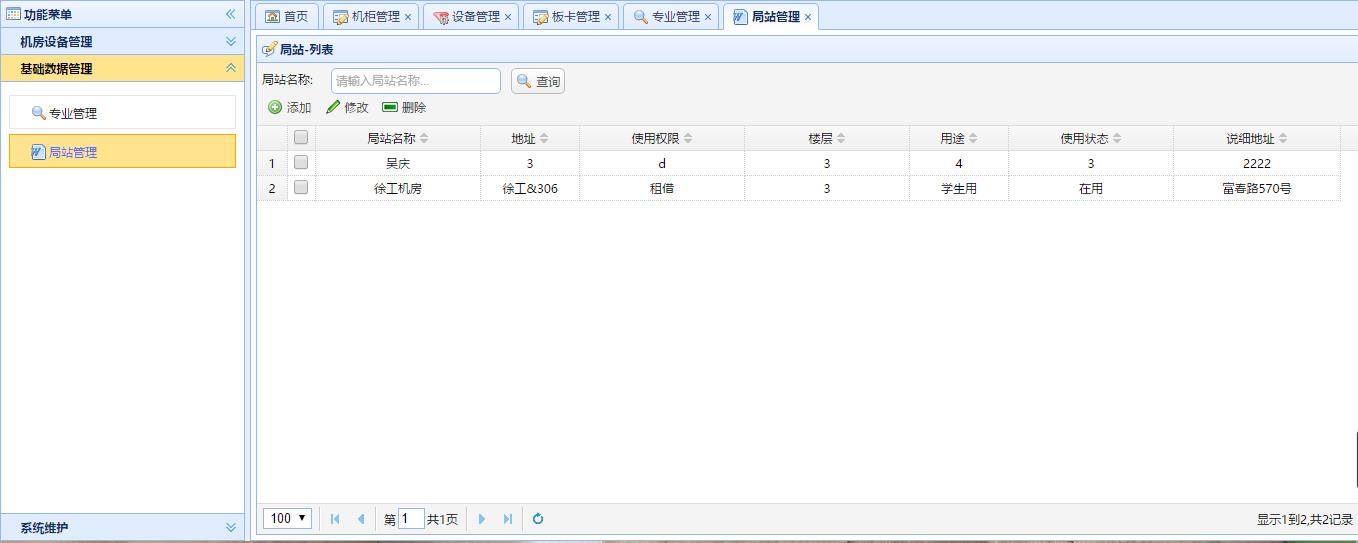 功能菜单
机房设备管理
基础数据管理
专业管理
局站管理
系统维护
首页 机柜管理 设备管理 板卡管理 专业管理 局站管理
局站-列表
局站名称: 请输入局站名称... 查询
添加 修改 删除
局站名称 地址 使用权限 楼层 用途 使用状态 说细地址
1 吴庆 3 d 3 4 3 2222
2 徐工机房 徐工&306 租借 3 学生用 在用 富春路570号
100 第 1 共1页 显示1到2,共2记录